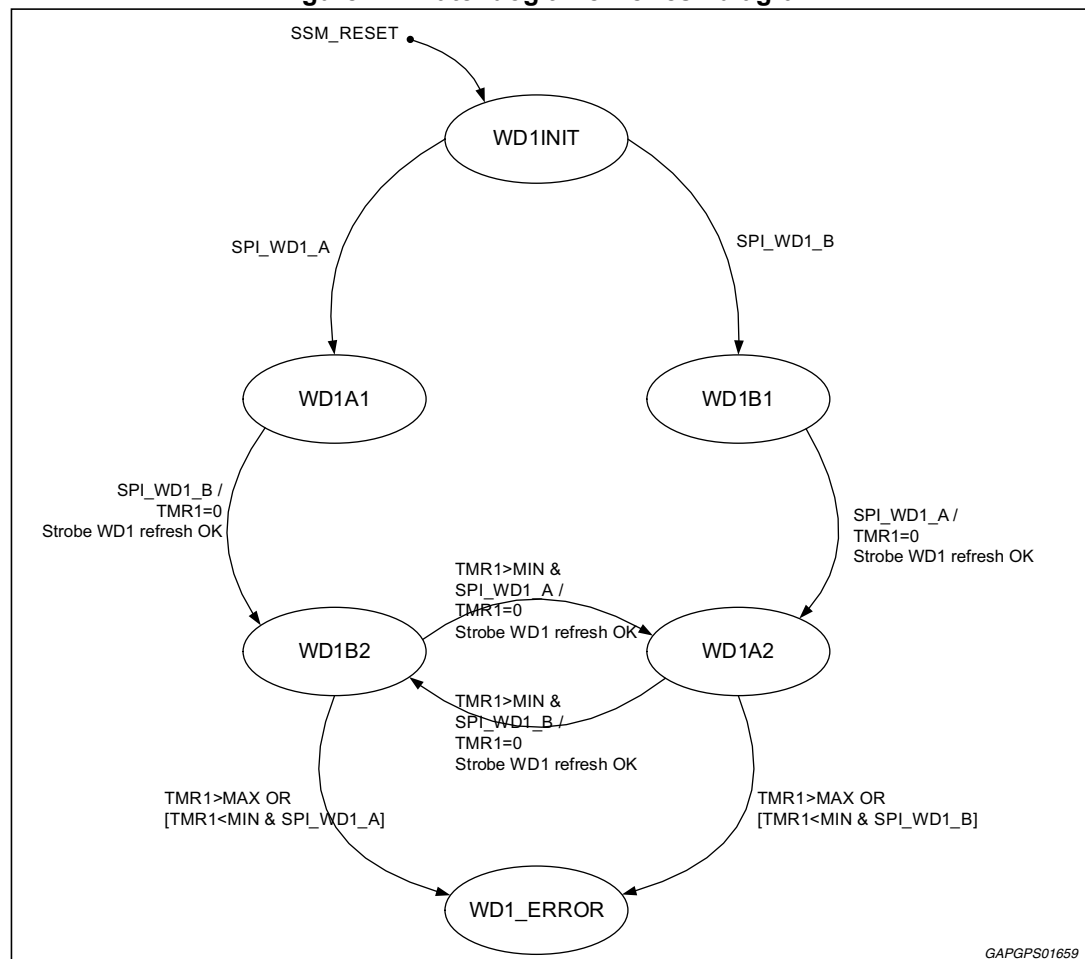 SSM_RESET
WD1INIT
SPI_WD1_A
SPI_WD1_B
WD1A1
WD1B1
SPI_WD1_B /
TMR1=0
Strobe WD1 refresh OK
SPI_WD1_A /
TMR1=0
Strobe WD1 refresh OK
TMR1>MIN &
SPI_WD1_A /
TMR1=0
Strobe WD1 refresh OK
WD1B2
WD1A2
TMR1>MIN &
SPI_WD1_B /
TMR1=0
Strobe WD1 refresh OK
TMR1>MAX OR
[TMR1<MIN & SPI_WD1_A]
TMR1>MAX OR
[TMR1<MIN & SPI_WD1_B]
WD1_ERROR
GAPGPS01659